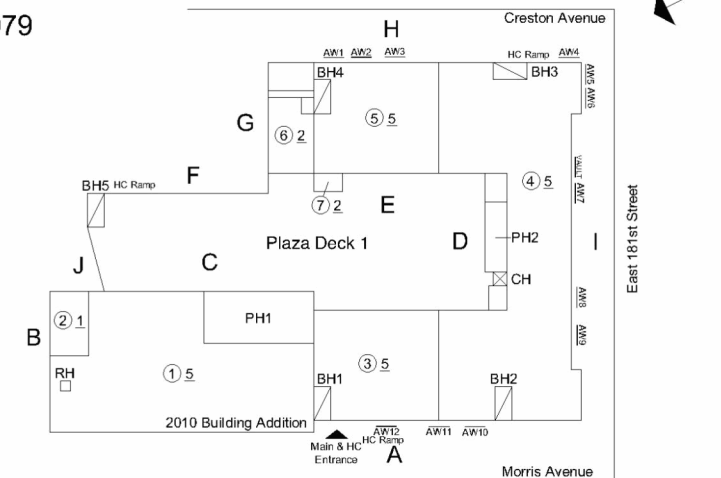 079
Creston Avenue
H
AW1 AW2 AW3
HC Ramp AW4
BH4
BH3
AW5 AW6
G
5 5
6 2
VAULT AW7
BH5 HC Ramp
F
4 5
7 2
E
Plaza Deck 1
D
PH2
I
East 181st Street
J
C
CH
AW8
2 1
PH1
B
AW9
RH
1 5
3 5
BH1
BH2
2010 Building Addition
AW12
AW11
AW10
Main & HC
Entrance
HC Ramp
A
Morris Avenue